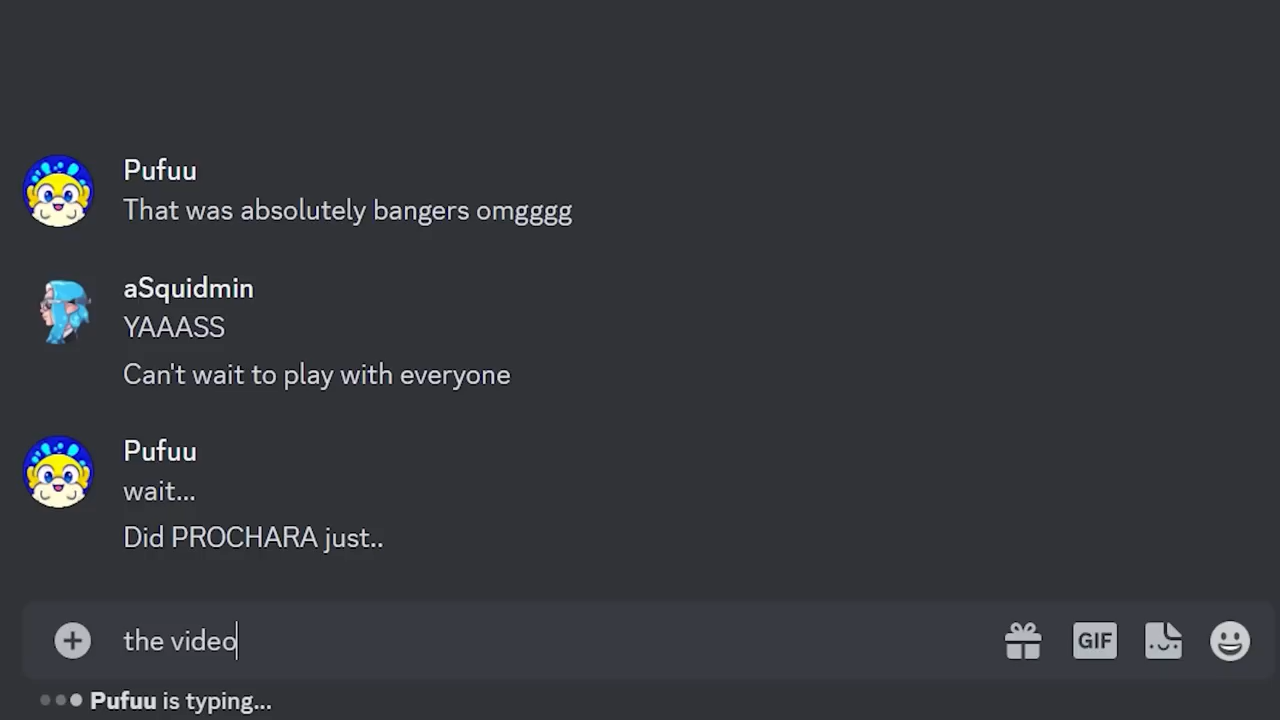 Pufuu
That was absolutely bangers omgggg
aSquidmin
YAAASS
Can't wait to play with everyone
Pufuu
wait...
Did PROCHARA just..
the video
GIF
Pufuu is typing...